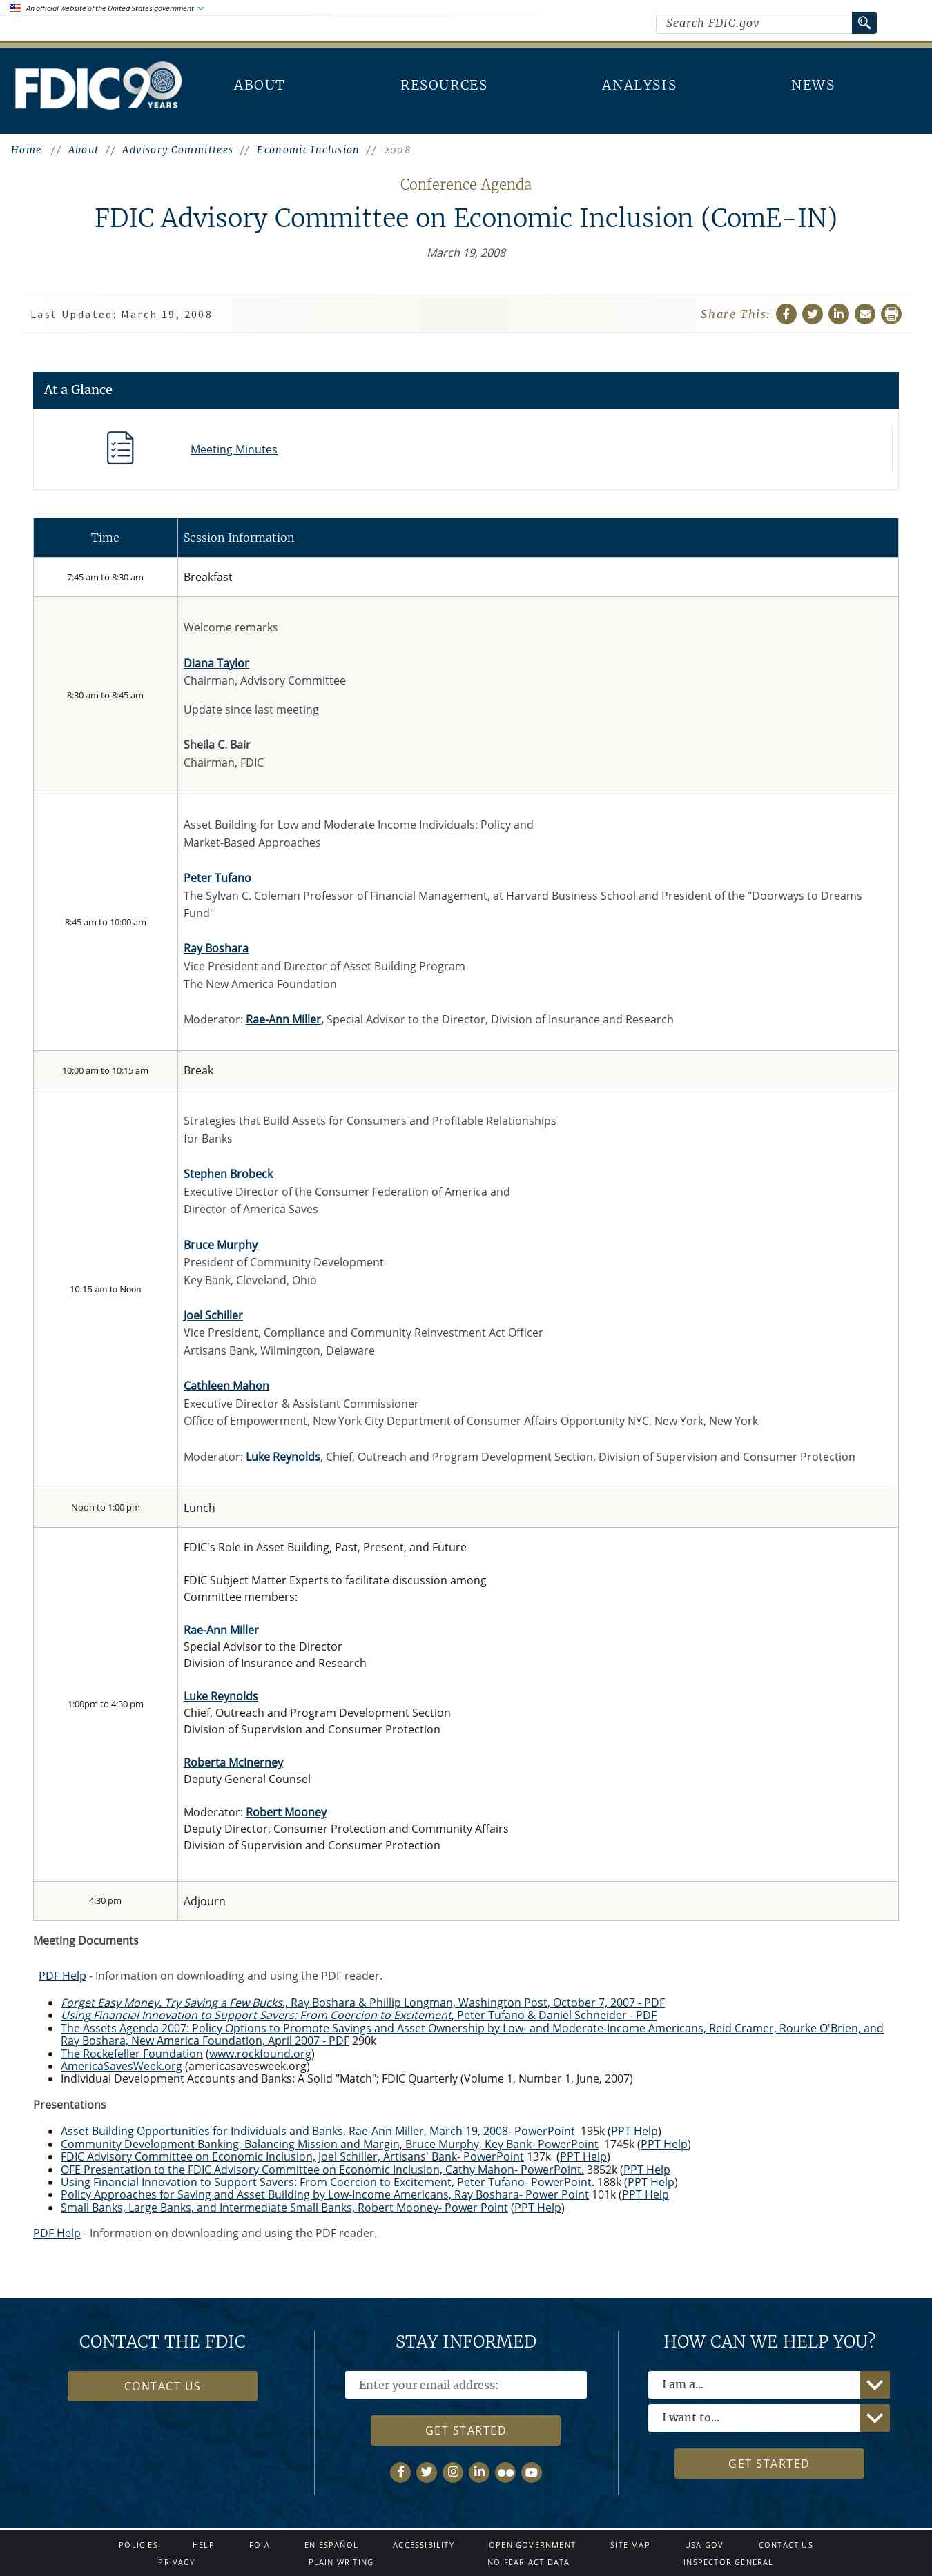 An official website of the United States government
Search FDIC.gov
FDIC 90 YEARS
ABOUT
RESOURCES
ANALYSIS
NEWS
Home // About // Advisory Committees // Economic Inclusion // 2008
Conference Agenda
FDIC Advisory Committee on Economic Inclusion (ComE-IN)
March 19, 2008
Last Updated: March 19, 2008
Share This:
At a Glance
Meeting Minutes
Time
Session Information
7:45 am to 8:30 am
Breakfast
8:30 am to 8:45 am
Welcome remarks
Diana Taylor
Chairman, Advisory Committee
Update since last meeting
Sheila C. Bair
Chairman, FDIC
8:45 am to 10:00 am
Asset Building for Low and Moderate Income Individuals: Policy and
Market-Based Approaches
Peter Tufano
The Sylvan C. Coleman Professor of Financial Management, at Harvard Business School and President of the "Doorways to Dreams
Fund"
Ray Boshara
Vice President and Director of Asset Building Program
The New America Foundation
Moderator: Rae-Ann Miller, Special Advisor to the Director, Division of Insurance and Research
10:00 am to 10:15 am
Break
10:15 am to Noon
Strategies that Build Assets for Consumers and Profitable Relationships
for Banks
Stephen Brobeck
Executive Director of the Consumer Federation of America and
Director of America Saves
Bruce Murphy
President of Community Development
Key Bank, Cleveland, Ohio
Joel Schiller
Vice President, Compliance and Community Reinvestment Act Officer
Artisans Bank, Wilmington, Delaware
Cathleen Mahon
Executive Director & Assistant Commissioner
Office of Empowerment, New York City Department of Consumer Affairs Opportunity NYC, New York, New York
Moderator: Luke Reynolds, Chief, Outreach and Program Development Section, Division of Supervision and Consumer Protection
Noon to 1:00 pm
Lunch
1:00pm to 4:30 pm
FDIC's Role in Asset Building, Past, Present, and Future
FDIC Subject Matter Experts to facilitate discussion among
Committee members:
Rae-Ann Miller
Special Advisor to the Director
Division of Insurance and Research
Luke Reynolds
Chief, Outreach and Program Development Section
Division of Supervision and Consumer Protection
Roberta McInerney
Deputy General Counsel
Moderator: Robert Mooney
Deputy Director, Consumer Protection and Community Affairs
Division of Supervision and Consumer Protection
4:30 pm
Adjourn
Meeting Documents
PDF Help - Information on downloading and using the PDF reader.
Forget Easy Money. Try Saving a Few Bucks., Ray Boshara & Phillip Longman, Washington Post, October 7, 2007 - PDF
Using Financial Innovation to Support Savers: From Coercion to Excitement, Peter Tufano & Daniel Schneider - PDF
The Assets Agenda 2007: Policy Options to Promote Savings and Asset Ownership by Low- and Moderate-Income Americans, Reid Cramer, Rourke O'Brien, and
Ray Boshara, New America Foundation, April 2007 - PDF 290k
The Rockefeller Foundation (www.rockfound.org)
AmericaSavesWeek.org (americasavesweek.org)
Individual Development Accounts and Banks: A Solid "Match"; FDIC Quarterly (Volume 1, Number 1, June, 2007)
Presentations
Asset Building Opportunities for Individuals and Banks, Rae-Ann Miller, March 19, 2008- PowerPoint 195k (PPT Help)
Community Development Banking, Balancing Mission and Margin, Bruce Murphy, Key Bank- PowerPoint 1745k (PPT Help)
FDIC Advisory Committee on Economic Inclusion, Joel Schiller, Artisans' Bank- PowerPoint 137k (PPT Help)
OFE Presentation to the FDIC Advisory Committee on Economic Inclusion, Cathy Mahon- PowerPoint. 3852k (PPT Help
Using Financial Innovation to Support Savers: From Coercion to Excitement, Peter Tufano- PowerPoint. 188k (PPT Help)
Policy Approaches for Saving and Asset Building by Low-Income Americans, Ray Boshara- Power Point 101k (PPT Help
Small Banks, Large Banks, and Intermediate Small Banks, Robert Mooney- Power Point (PPT Help)
PDF Help - Information on downloading and using the PDF reader.
CONTACT THE FDIC
CONTACT US
STAY INFORMED
Enter your email address:
GET STARTED
HOW CAN WE HELP YOU?
I am a...
I want to...
GET STARTED
POLICIES HELP FOIA EN ESPAÑOL ACCESSIBILITY OPEN GOVERNMENT SITE MAP USA.GOV CONTACT US
PRIVACY PLAIN WRITING NO FEAR ACT DATA INSPECTOR GENERAL